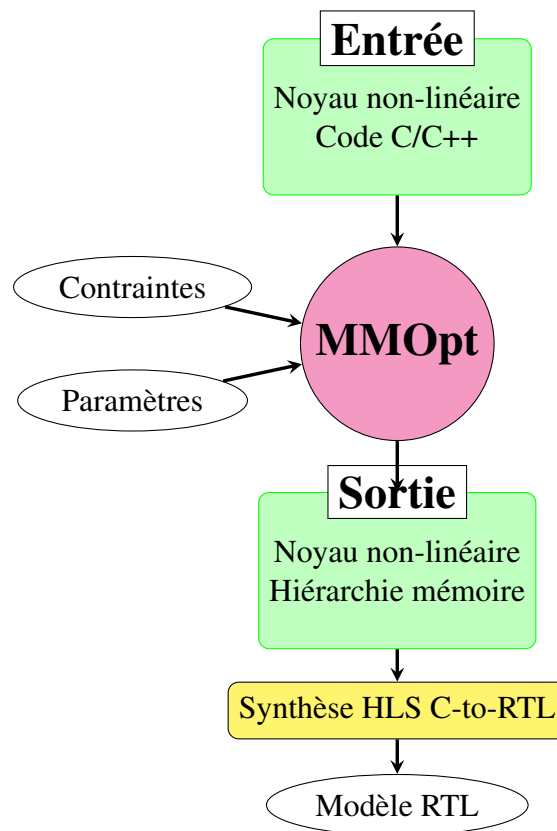 Entrée
Noyau non-linéaire
Code C/C++
Contraintes
MMOpt
Paramètres
Sortie
Noyau non-linéaire
Hiérarchie mémoire
Synthèse HLS C-to-RTL
Modèle RTL